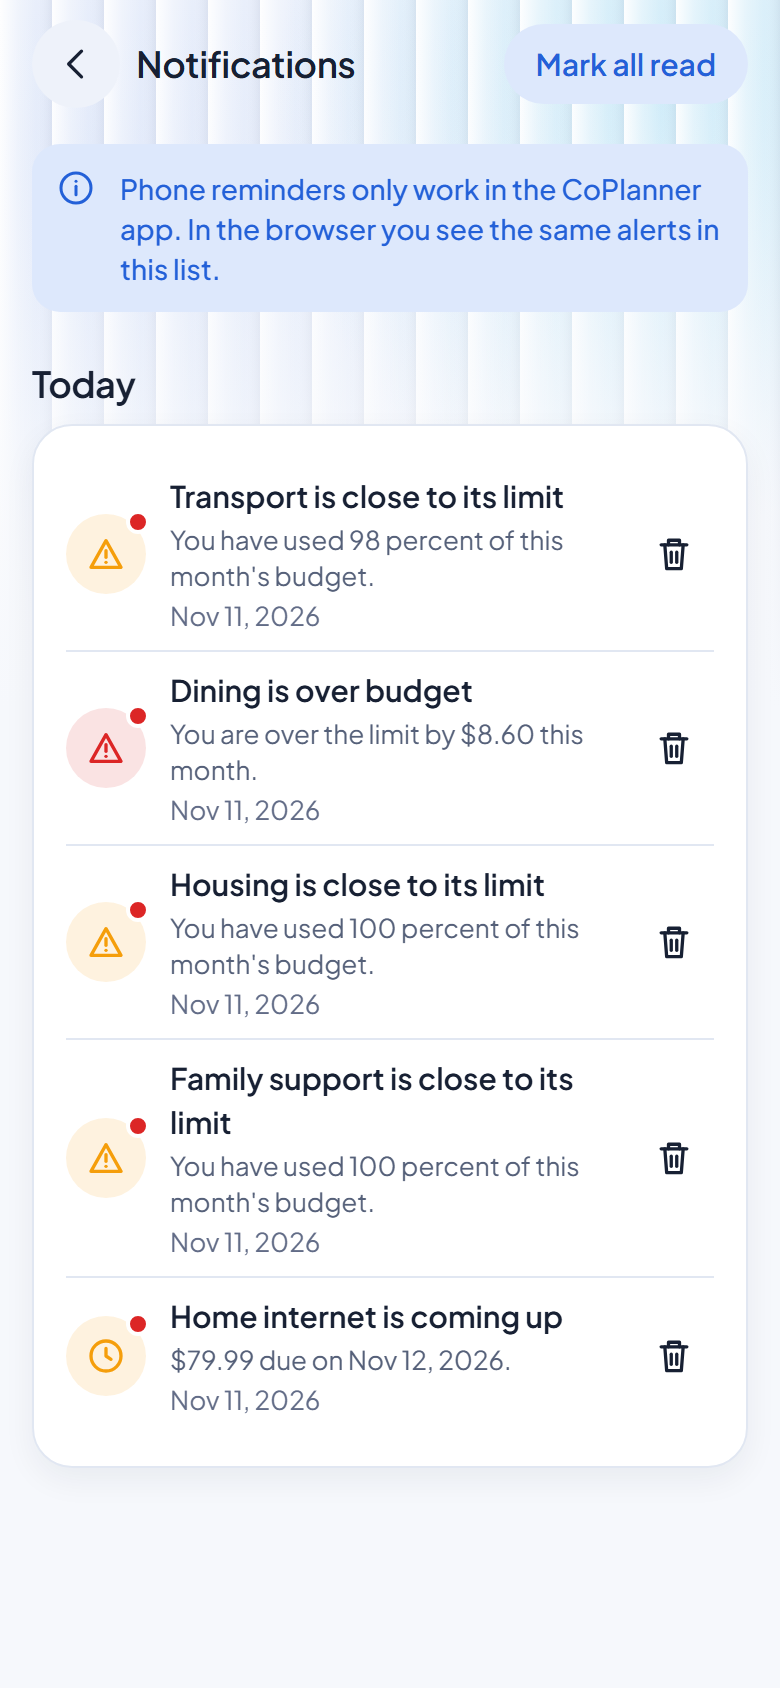 Notifications
Mark all read
Phone reminders only work in the CoPlanner
app. In the browser you see the same alerts in
this list.
Today
Transport is close to its limit
You have used 98 percent of this
month's budget.
Nov 11, 2026
Dining is over budget
You are over the limit by $8.60 this
month.
Nov 11, 2026
Housing is close to its limit
You have used 100 percent of this
month's budget.
Nov 11, 2026
Family support is close to its
limit
You have used 100 percent of this
month's budget.
Nov 11, 2026
Home internet is coming up
$79.99 due on Nov 12, 2026.
Nov 11, 2026